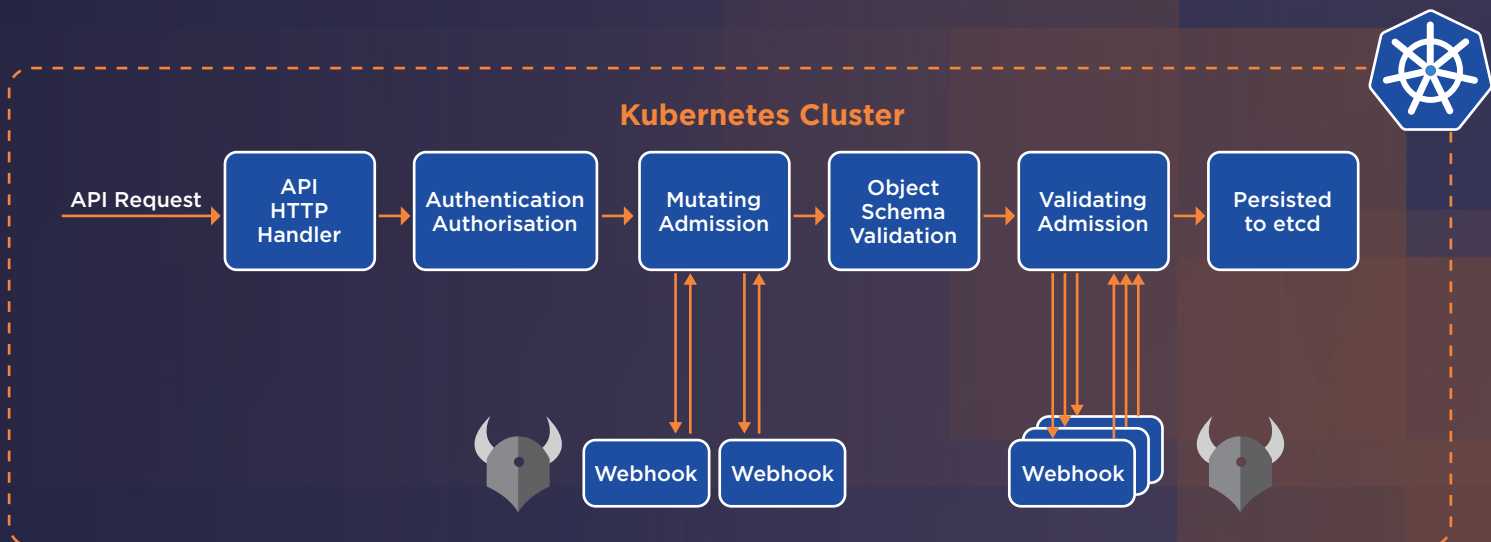 Kubernetes Cluster
API Request
API
HTTP
Handler
Authentication
Authorisation
Mutating
Admission
Object
Schema
Validation
Validating
Admission
Persisted
to etcd
Webhook
Webhook
Webhook